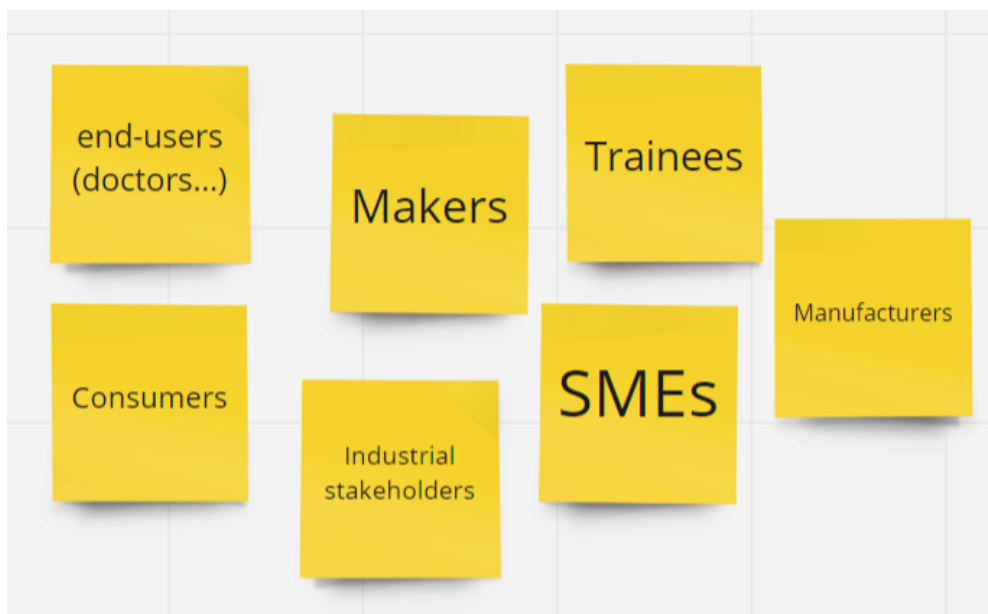 end-users
(doctors...)
Makers
Trainees
Manufacturers
Consumers
Industrial
stakeholders
SMEs